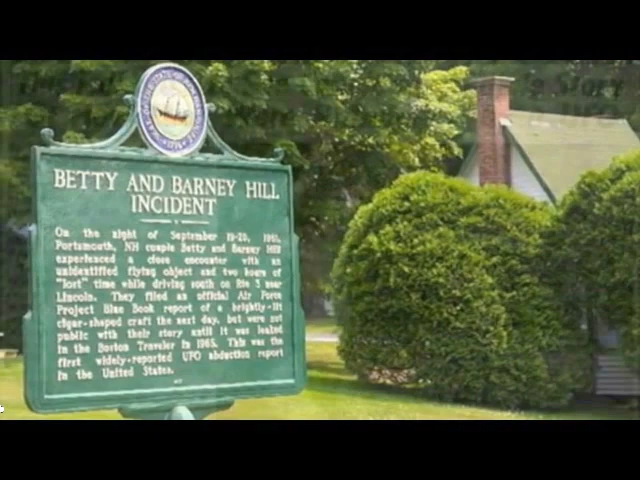 BETTY AND BARNEY HILL
INCIDENT
On the night of September 19-20, 1961,
Portsmouth, NH couple Betty and Barney Hill
experienced a close encounter with an
unidentified flying object and two hours of
"lost" time while driving south on Rte 3 near
Lincoln. They filed an official Air Force
Project Blue Book report of a brightly-lit
cigar-shaped craft the next day, but were not
public with their story until it was leaked
in the Boston Traveler in 1965. This was the
first widely-reported UFO abduction report
in the United States.